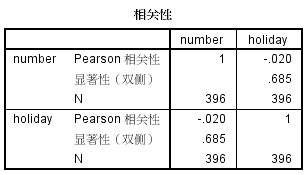 相关性
number holiday
number Pearson 相关性 1 -.020
显著性（双侧） .685
N 396 396
holiday Pearson 相关性 -.020 1
显著性（双侧） .685
N 396 396